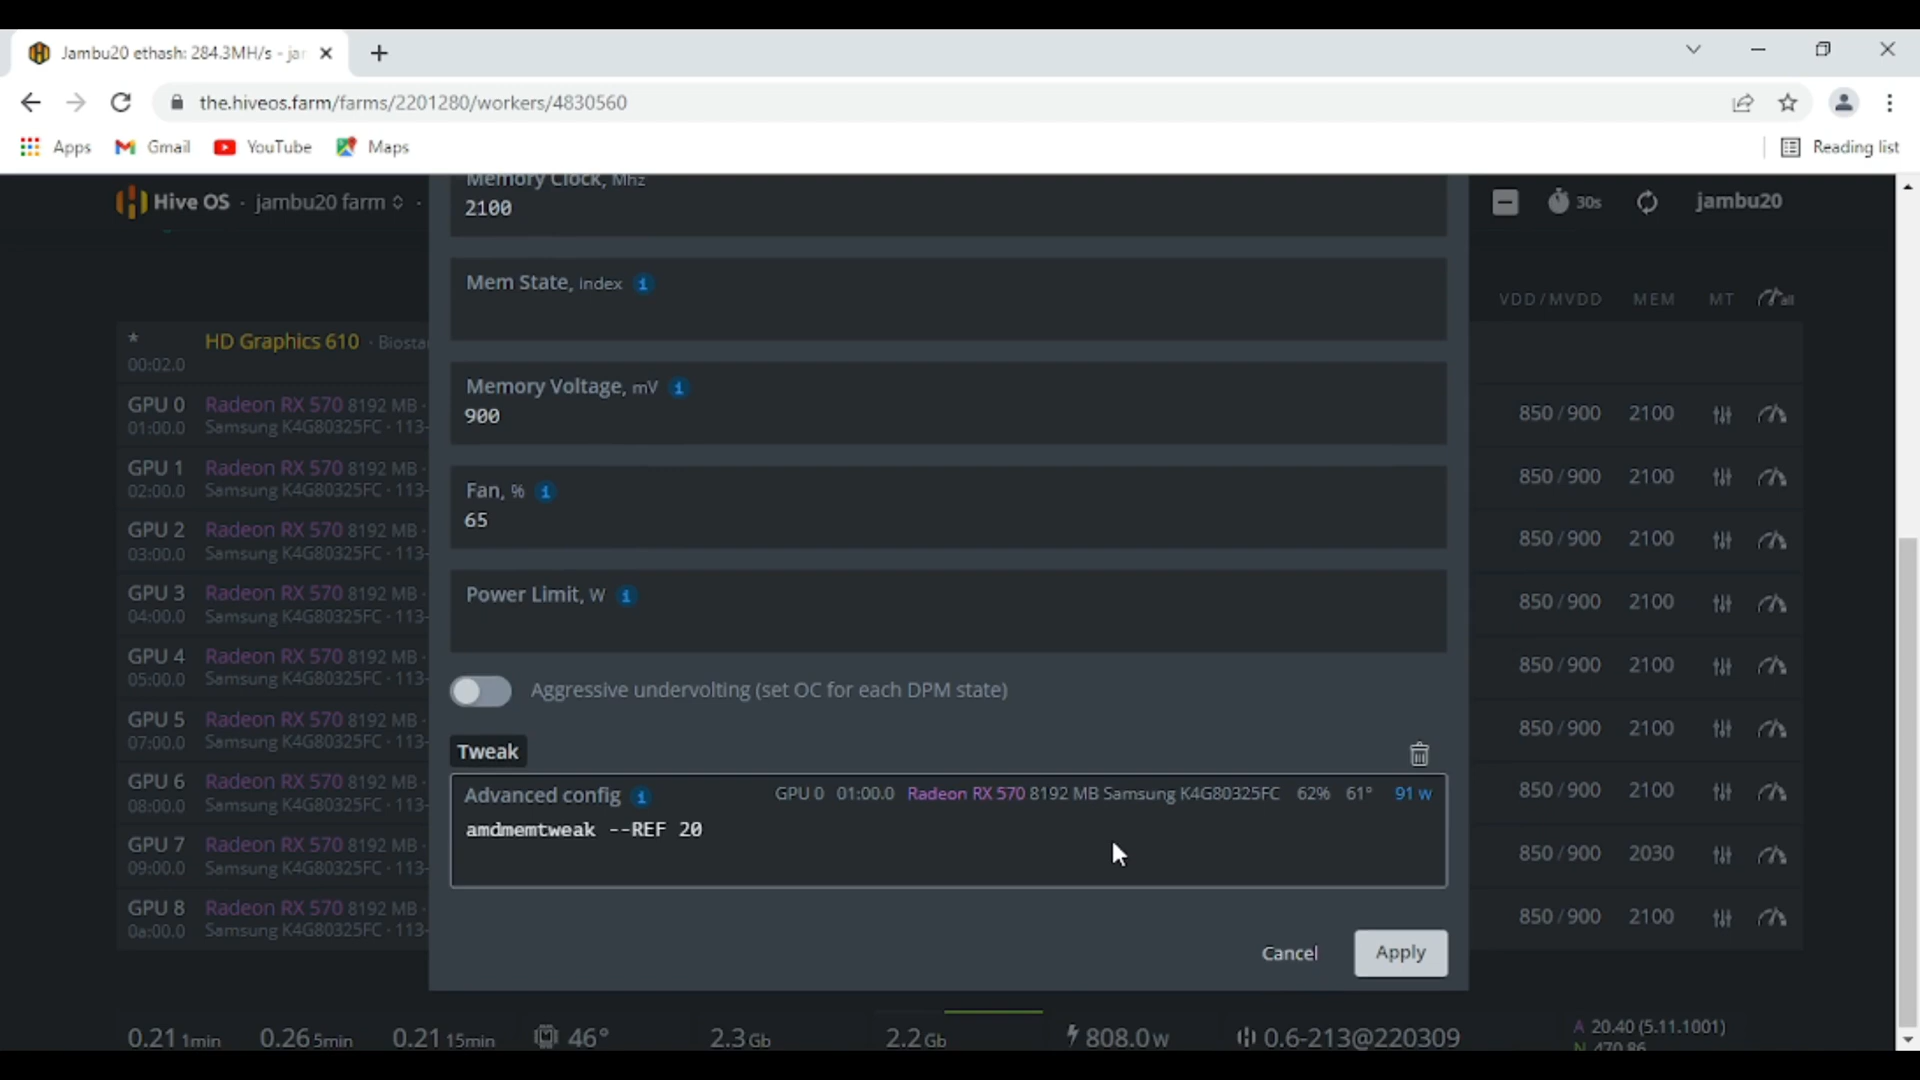 Jambu20 ethash: 284.3MH/s - jar
the.hiveos.farm/farms/2201280/workers/4830560
Apps Gmail YouTube Maps Reading list
Hive OS · jambu20 farm · 30s jambu20
Memory Clock, Mhz
2100
Mem State, Index
VDD/MVDD MEM MT all
* HD Graphics 610 · Biostar
00:02.0
Memory Voltage, mV
900
GPU 0 Radeon RX 570 8192 MB · 850 / 900 2100
01:00.0 Samsung K4G80325FC · 113-
GPU 1 Radeon RX 570 8192 MB · 850 / 900 2100
02:00.0 Samsung K4G80325FC · 113-
Fan, %
65
GPU 2 Radeon RX 570 8192 MB · 850 / 900 2100
03:00.0 Samsung K4G80325FC · 113-
Power Limit, W
GPU 3 Radeon RX 570 8192 MB · 850 / 900 2100
04:00.0 Samsung K4G80325FC · 113-
GPU 4 Radeon RX 570 8192 MB · 850 / 900 2100
05:00.0 Samsung K4G80325FC · 113-
Aggressive undervolting (set OC for each DPM state)
GPU 5 Radeon RX 570 8192 MB · 850 / 900 2100
07:00.0 Samsung K4G80325FC · 113-
Tweak
GPU 6 Radeon RX 570 8192 MB · 850 / 900 2100
08:00.0 Samsung K4G80325FC · 113-
Advanced config GPU 0 01:00.0 Radeon RX 570 8192 MB Samsung K4G80325FC 62% 61° 91 w
amdmemtweak --REF 20
GPU 7 Radeon RX 570 8192 MB · 850 / 900 2030
09:00.0 Samsung K4G80325FC · 113-
GPU 8 Radeon RX 570 8192 MB · 850 / 900 2100
0a:00.0 Samsung K4G80325FC · 113-
Cancel Apply
0.21 1min 0.26 5min 0.21 15min 46° 2.3 Gb 2.2 Gb 808.0 w 0.6-213@220309 A 20.40 (5.11.1001)
N 470.86